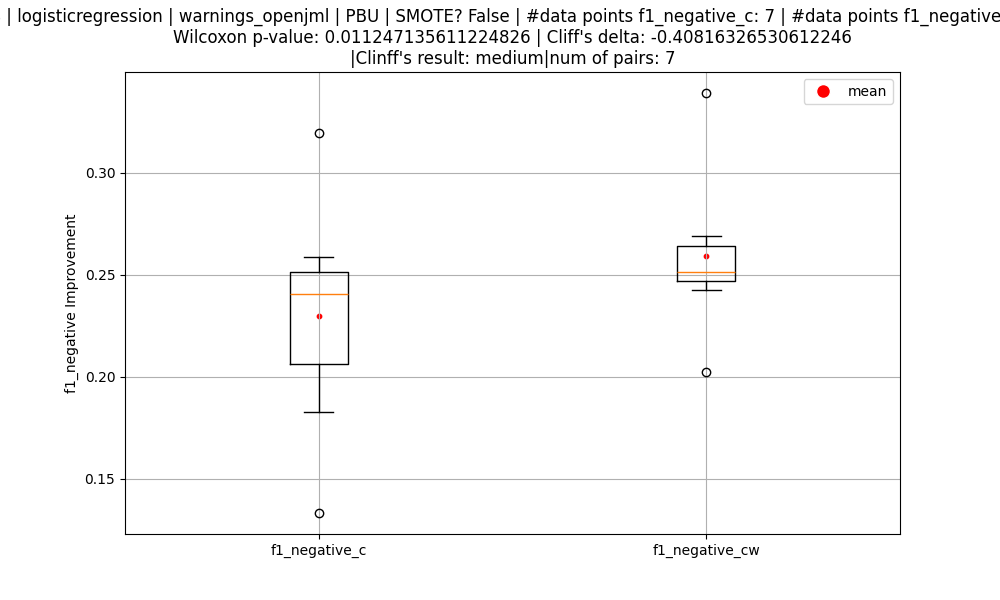 | logisticregression | warnings_openjml | PBU | SMOTE? False | #data points f1_negative_c: 7 | #data points f1_negative
Wilcoxon p-value: 0.011247135611224826 | Cliff's delta: -0.40816326530612246
|Clinff's result: medium|num of pairs: 7
mean
0.30
0.25
0.20
0.15
f1_negative Improvement
f1_negative_c
f1_negative_cw